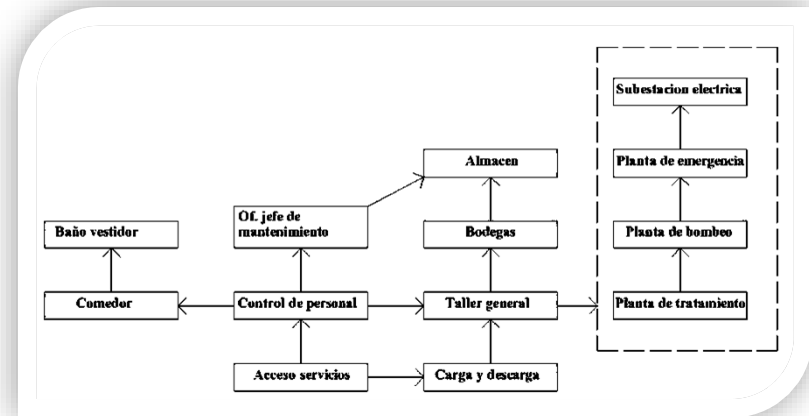 Subestacion electrica
Almacen
Planta de emergencia
Of. jefe de
mantenimiento
Baño vestidor
Bodegas
Planta de bombeo
Comedor
Control de personal
Taller general
Planta de tratamiento
Acceso servicios
Carga y descarga